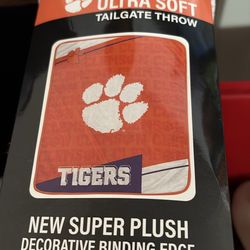 ULTRA SOFT
TAILGATE THROW
TIGERS
NEW SUPER PLUSH
DECORATIVE BINDING EDGE